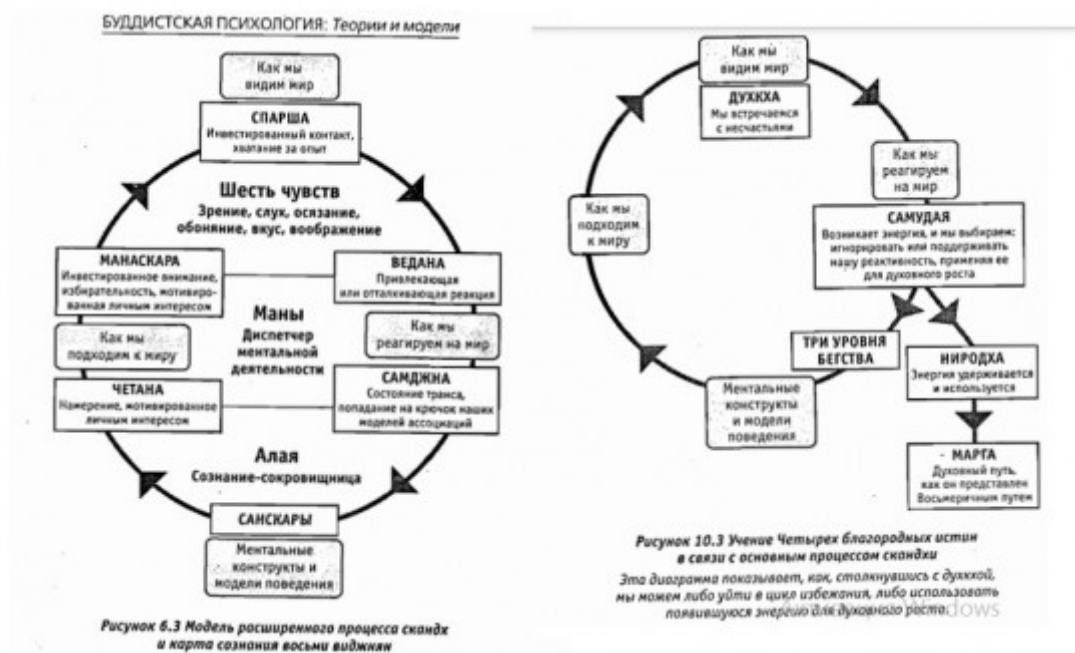 БУДДИСТСКАЯ ПСИХОЛОГИЯ: Теории и модели
Как мы
видим мир
СПАРША
Инвестированный контакт,
хватание за опыт
Шесть чувств
Зрение, слух, осязание,
обоняние, вкус, воображение
МАНАСКАРА
Инвестированное внимание,
избирательность, мотивиро-
ванная личным интересом
ВЕДАНА
Привлекающая
или отталкивающая реакция
Маны
Диспетчер
ментальной
деятельности
Как мы
подходим к миру
Как мы
реагируем на мир
ЧЕТАНА
Намерение, мотивированное
личным интересом
САМДЖНА
Состояние транса,
попадание на крючок наших
моделей ассоциаций
Алая
Сознание-сокровищница
САНСКАРЫ
Ментальные
конструкты и
модели поведения
Рисунок 6.3 Модель расширенного процесса скандх
и карта сознания восьми виджнян
Как мы
видим мир
ДУХКХА
Мы встречаемся
с несчастьями
Как мы
реагируем
на мир
Как мы
подходим
к миру
САМУДАЯ
Возникает энергия, и мы выбираем:
игнорировать или поддерживать
нашу реактивность, применяя ее
для духовного роста
ТРИ УРОВНЯ
БЕГСТВА
НИРОДХА
Энергия удерживается
и используется
Ментальные
конструкты
и модели
поведения
- МАРГА
Духовный путь,
как он представлен
Восьмеричным путем
Рисунок 10.3 Учение Четырех благородных истин
в связи с основным процессом скандхи
Эта диаграмма показывает, как, столкнувшись с духкхой,
мы можем либо уйти в цикл избежания, либо использовать
появившуюся энергию для духовного роста.
Windows